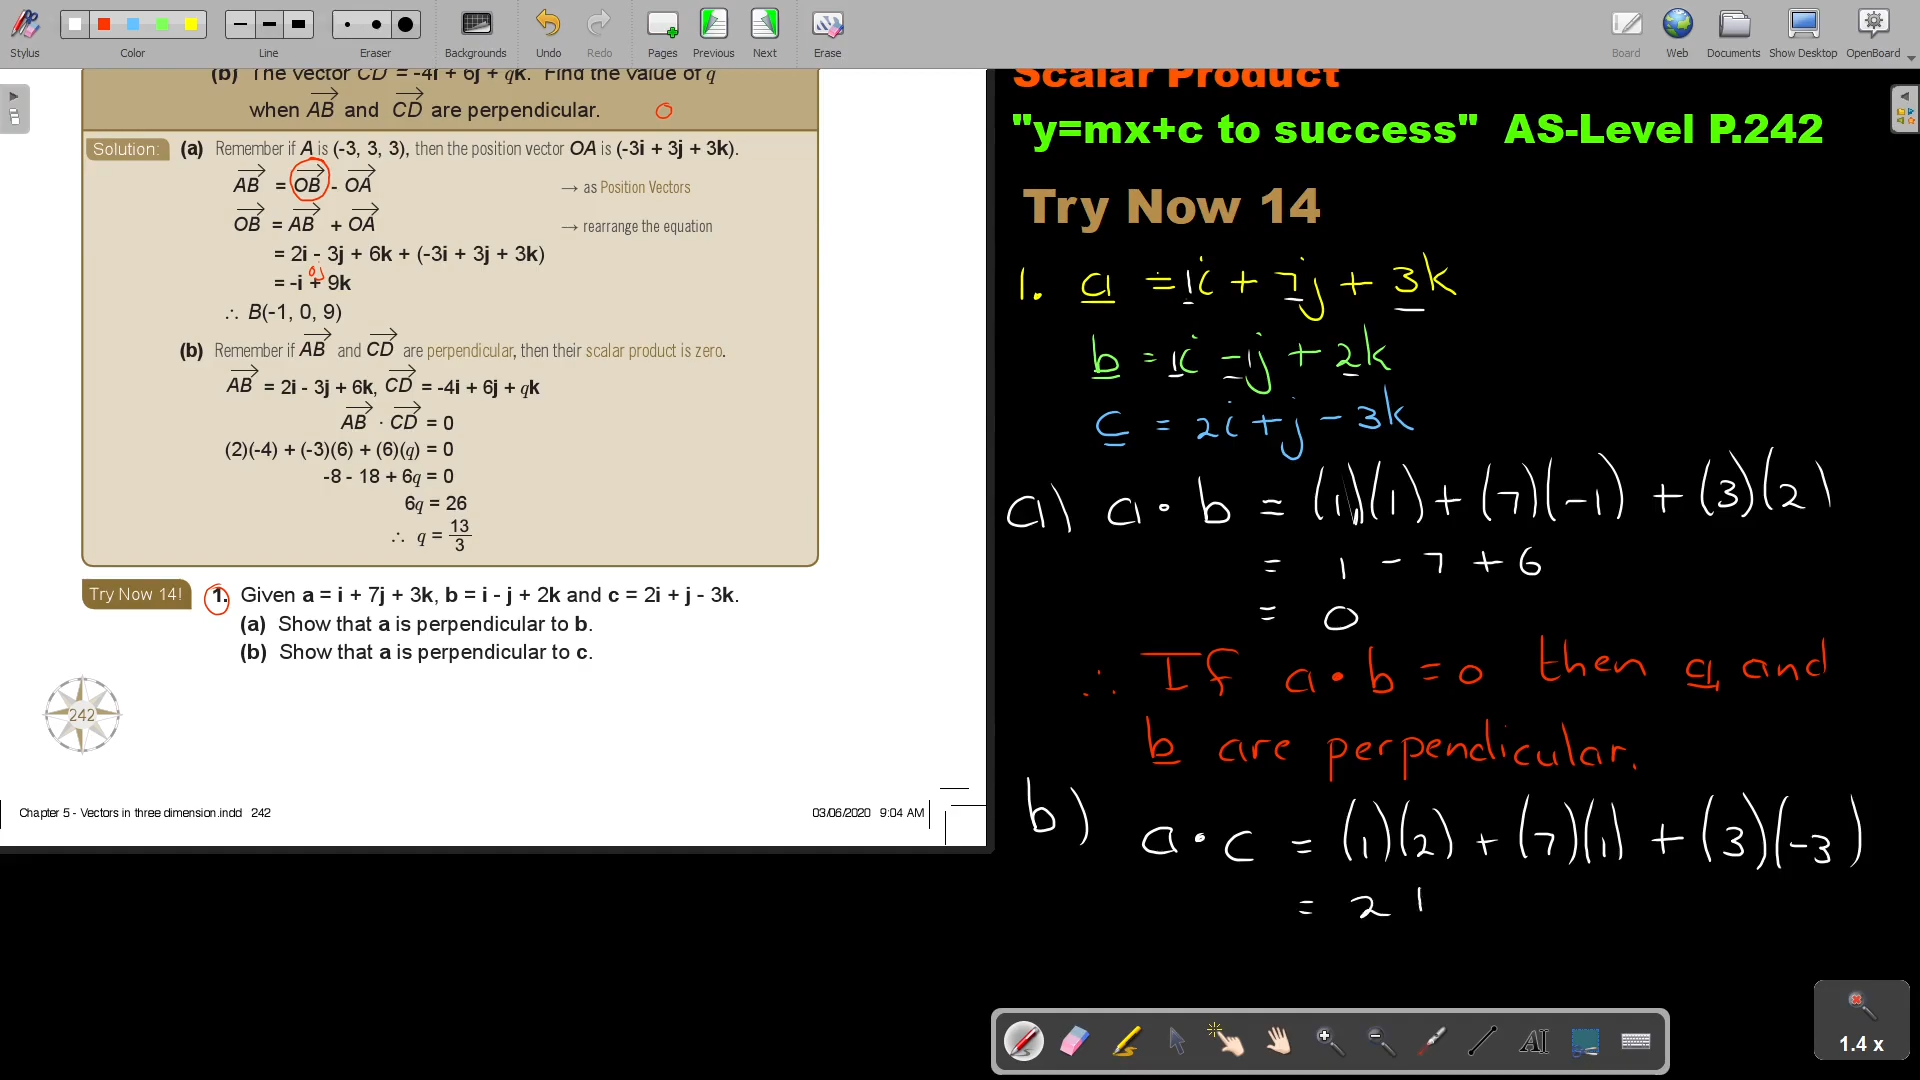 Stylus
Color
Line
Eraser
Backgrounds
Undo
Redo
Pages
Previous
Next
Erase
Board
Web
Documents
Show Desktop
OpenBoard
(b) The vector CD = -4i + 6j + qk. Find the value of q
when AB and CD are perpendicular.
Solution:
(a) Remember if A is (-3, 3, 3), then the position vector OA is (-3i + 3j + 3k).
AB = OB - OA → as Position Vectors
OB = AB + OA → rearrange the equation
= 2i - 3j + 6k + (-3i + 3j + 3k)
0j
= -i + 9k
∴ B(-1, 0, 9)
(b) Remember if AB and CD are perpendicular, then their scalar product is zero.
AB = 2i - 3j + 6k, CD = -4i + 6j + qk
AB · CD = 0
(2)(-4) + (-3)(6) + (6)(q) = 0
-8 - 18 + 6q = 0
6q = 26
∴ q = 13/3
Try Now 14!
1. Given a = i + 7j + 3k, b = i - j + 2k and c = 2i + j - 3k.
(a) Show that a is perpendicular to b.
(b) Show that a is perpendicular to c.
242
Chapter 5 - Vectors in three dimension.indd 242
03/06/2020 9:04 AM
Scalar Product
"y=mx+c to success" AS-Level P.242
Try Now 14
1. a = 1i + 7j + 3k
b = 1i - 1j + 2k
c = 2i + j - 3k
a) a · b = (1)(1) + (7)(-1) + (3)(2)
= 1 - 7 + 6
= 0
∴ If a · b = 0 then a and
b are perpendicular.
b) a · c = (1)(2) + (7)(1) + (3)(-3)
= 2
1.4 x